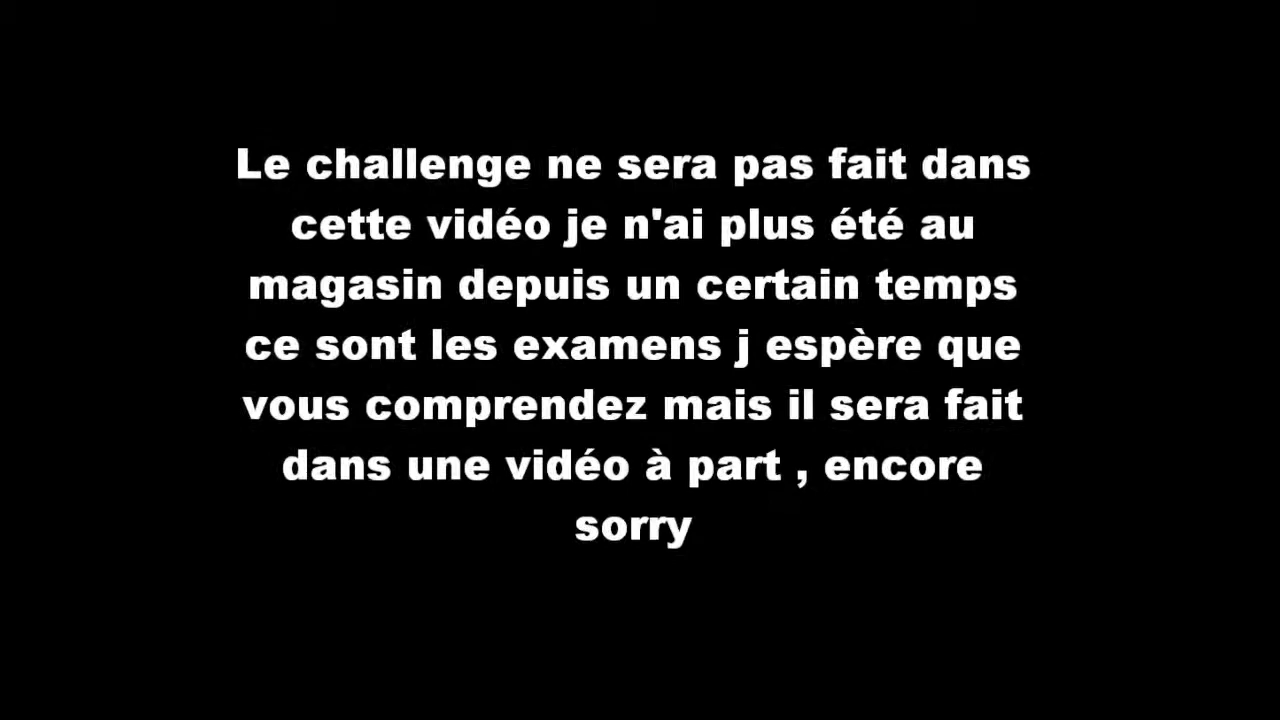 Le challenge ne sera pas fait dans
cette vidéo je n'ai plus été au
magasin depuis un certain temps
ce sont les examens j espère que
vous comprendez mais il sera fait
dans une vidéo à part , encore
sorry